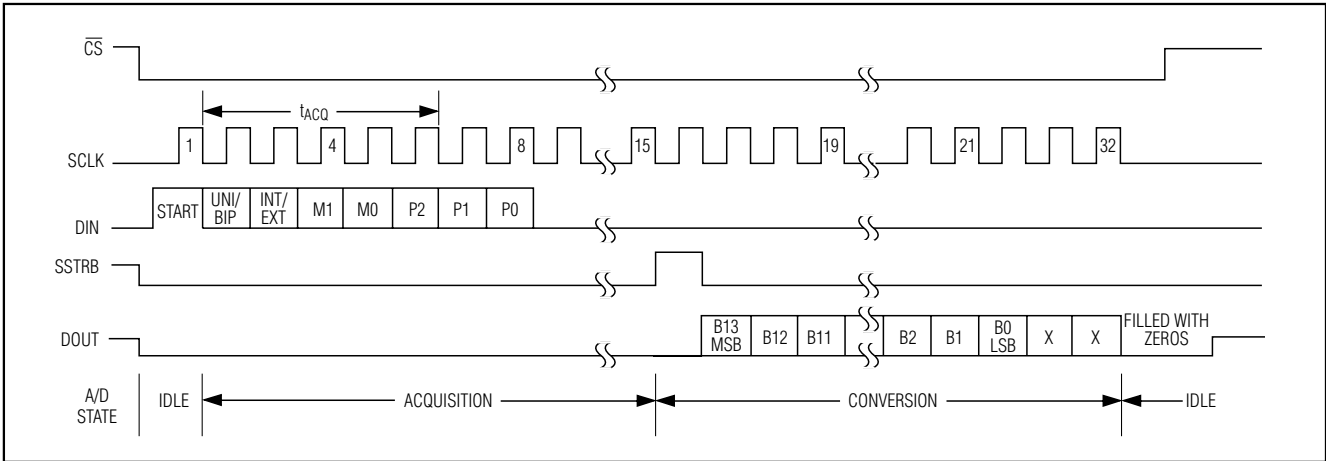 CS
tACQ
SCLK 1 4 8 15 19 21 32
DIN START UNI/BIP INT/EXT M1 M0 P2 P1 P0
SSTRB
DOUT B13 MSB B12 B11 B2 B1 B0 LSB X X FILLED WITH ZEROS
A/D STATE IDLE ACQUISITION CONVERSION IDLE